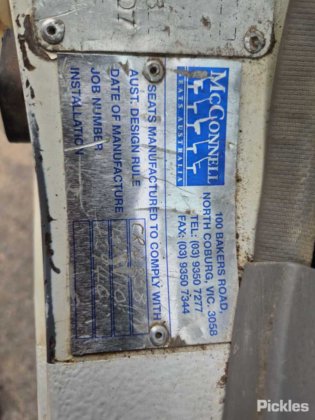 07
McCONNELL
SEATS AUSTRALIA
100 BAKERS ROAD,
NORTH COBURG, VIC. 3058
TEL: (03) 9350 7277
FAX: (03) 9350 7344
SEATS MANUFACTURED TO COMPLY WITH
AUST. DESIGN RULE
DATE OF MANUFACTURE
JOB NUMBER
INSTALLATION
Pickles